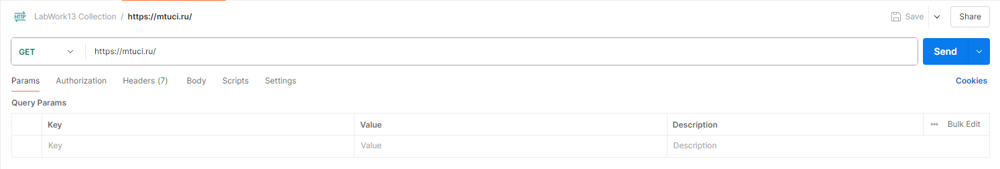 HTTP LabWork13 Collection / https://mtuci.ru/ Save Share
GET https://mtuci.ru/ Send
Params Authorization Headers (7) Body Scripts Settings Cookies
Query Params
Key Value Description Bulk Edit
Key Value Description